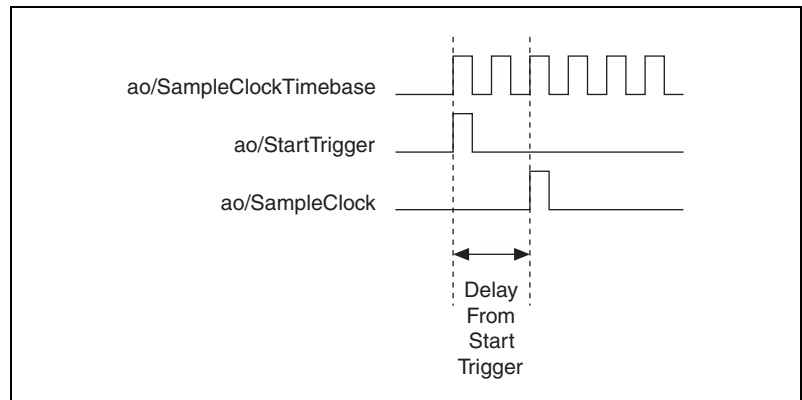 ao/SampleClockTimebase
ao/StartTrigger
ao/SampleClock
Delay
From
Start
Trigger